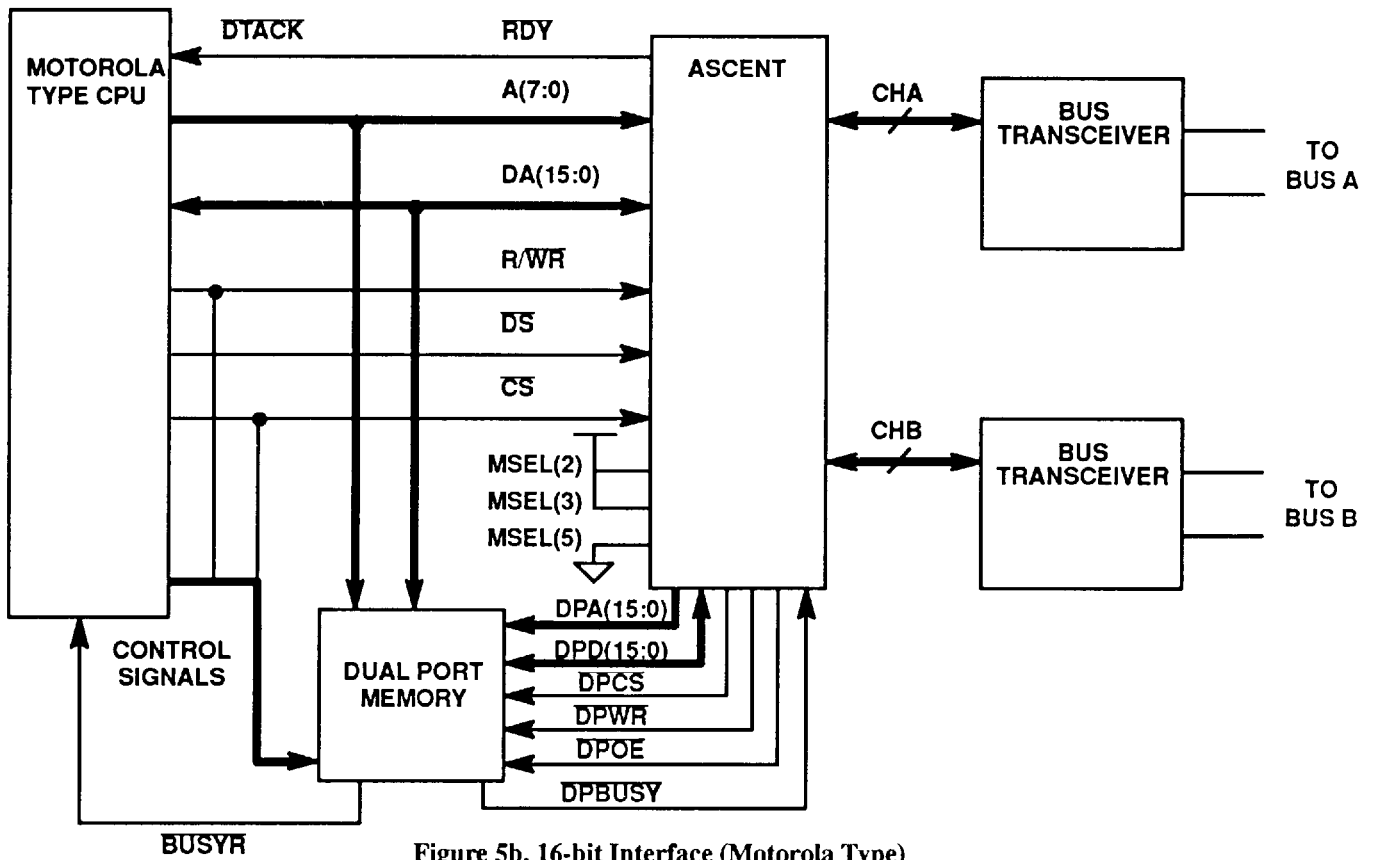 DTACK
RDY
MOTOROLA
TYPE CPU
ASCENT
A(7:0)
CHA
BUS
TRANSCEIVER
TO
BUS A
DA(15:0)
R/WR
DS
CS
CHB
BUS
TRANSCEIVER
TO
BUS B
MSEL(2)
MSEL(3)
MSEL(5)
DPA(15:0)
DPD(15:0)
DPCS
DPWR
DPOE
DPBUSY
CONTROL
SIGNALS
DUAL PORT
MEMORY
BUSYR
Figure 5b. 16-bit Interface (Motorola Type)